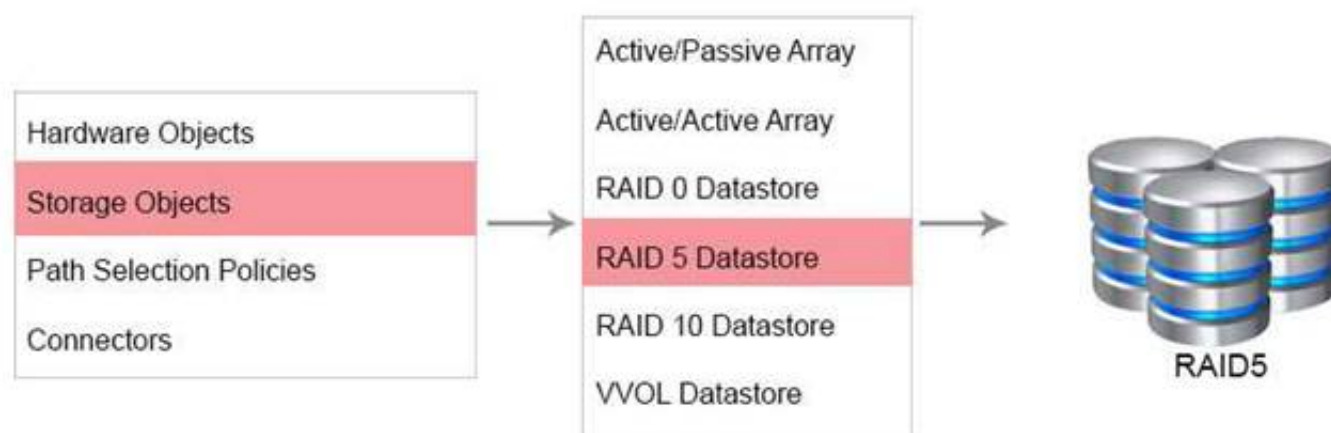 Hardware Objects
Storage Objects
Path Selection Policies
Connectors
Active/Passive Array
Active/Active Array
RAID 0 Datastore
RAID 5 Datastore
RAID 10 Datastore
VVOL Datastore
RAID5